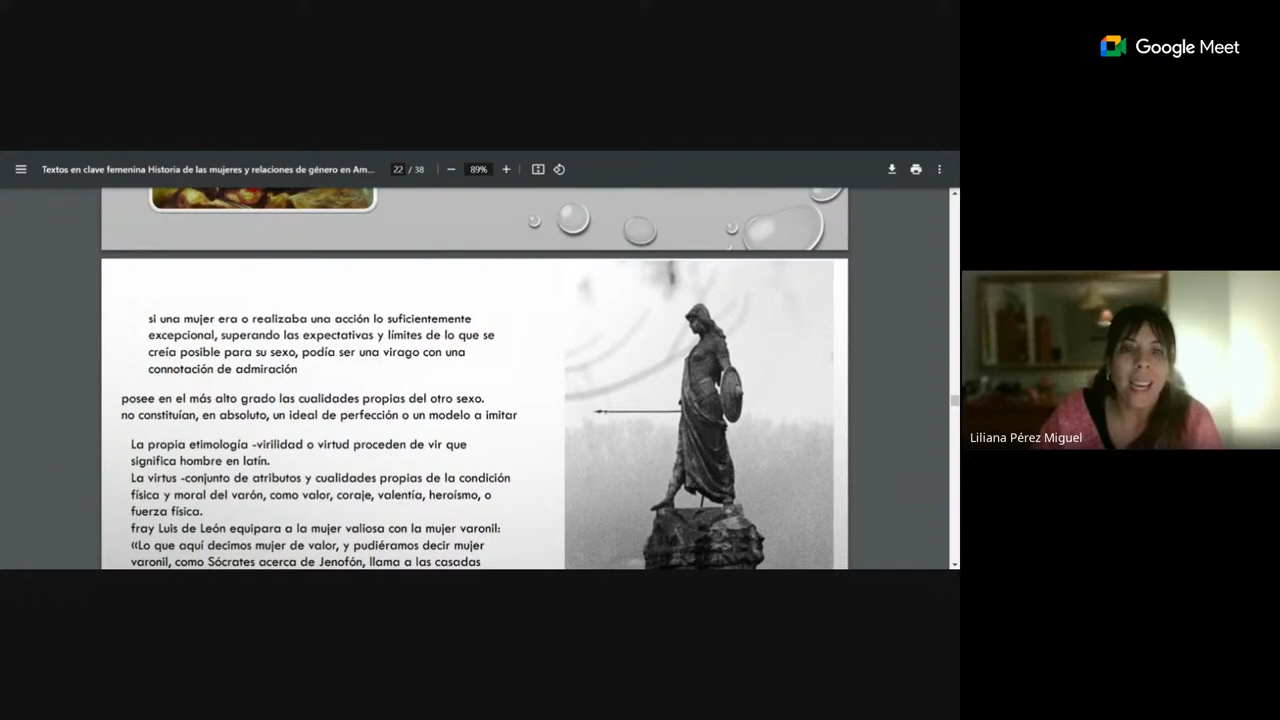 Google Meet
Textos en clave femenina Historia de las mujeres y relaciones de género en Am...
22 / 38
89%
si una mujer era o realizaba una acción lo suficientemente
excepcional, superando las expectativas y límites de lo que se
creía posible para su sexo, podía ser una virago con una
connotación de admiración
posee en el más alto grado las cualidades propias del otro sexo.
no constituían, en absoluto, un ideal de perfección o un modelo a imitar
La propia etimología -virilidad o virtud proceden de vir que
significa hombre en latín.
La virtus -conjunto de atributos y cualidades propias de la condición
física y moral del varón, como valor, coraje, valentía, heroísmo, o
fuerza física.
fray Luis de León equipara a la mujer valiosa con la mujer varonil:
«Lo que aquí decimos mujer de valor, y pudiéramos decir mujer
varonil, como Sócrates acerca de Jenofón, llama a las casadas
Liliana Pérez Miguel